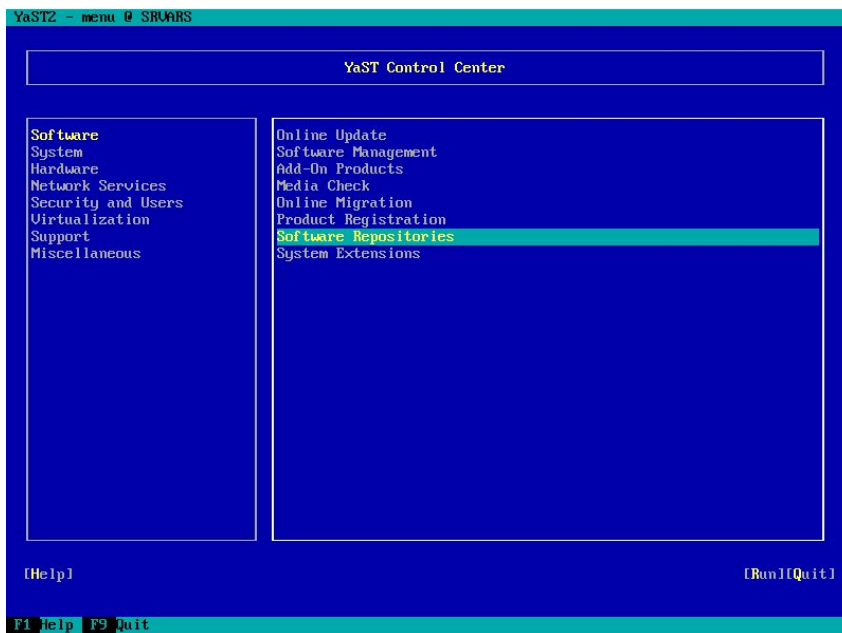 YaST2 - menu @ SRVARS
YaST Control Center
Software
System
Hardware
Network Services
Security and Users
Virtualization
Support
Miscellaneous
Online Update
Software Management
Add-On Products
Media Check
Online Migration
Product Registration
Software Repositories
System Extensions
[Help]
[Run][Quit]
F1 Help F9 Quit